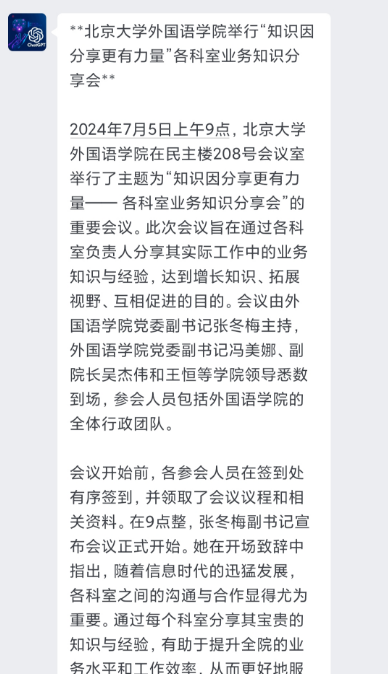 ChatGPT
**北京大学外国语学院举行“知识因
分享更有力量”各科室业务知识分
享会**
2024年7月5日上午9点，北京大学
外国语学院在民主楼208号会议室
举行了主题为“知识因分享更有力
量—— 各科室业务知识分享会”的
重要会议。此次会议旨在通过各科
室负责人分享其实际工作中的业务
知识与经验，达到增长知识、拓展
视野、互相促进的目的。会议由外
国语学院党委副书记张冬梅主持，
外国语学院党委副书记冯美娜、副
院长吴杰伟和王恒等学院领导悉数
到场，参会人员包括外国语学院的
全体行政团队。
会议开始前，各参会人员在签到处
有序签到，并领取了会议议程和相
关资料。在9点整，张冬梅副书记宣
布会议正式开始。她在开场致辞中
指出，随着信息时代的迅猛发展，
各科室之间的沟通与合作显得尤为
重要。通过每个科室分享其宝贵的
知识与经验，有助于提升全院的业
务水平和工作效率，从而更好地服